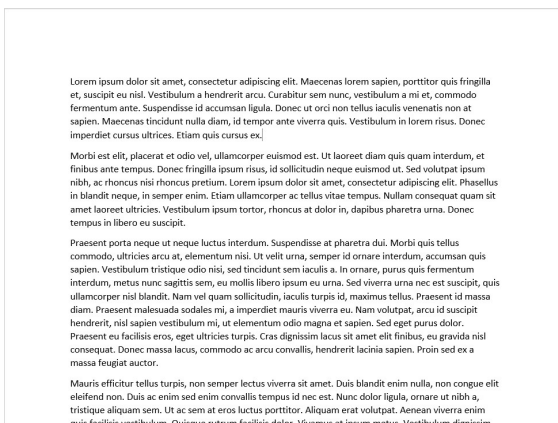 Lorem ipsum dolor sit amet, consectetur adipiscing elit. Maecenas lorem sapien, porttitor quis fringilla
et, suscipit eu nisl. Vestibulum a hendrerit arcu. Curabitur sem nunc, vestibulum a mi et, commodo
fermentum ante. Suspendisse id accumsan ligula. Donec ut orci non tellus iaculis venenatis non at
sapien. Maecenas tincidunt nulla diam, id tempor ante viverra quis. Vestibulum in lorem risus. Donec
imperdiet cursus ultrices. Etiam quis cursus ex.
Morbi est elit, placerat et odio vel, ullamcorper euismod est. Ut laoreet diam quis quam interdum, et
finibus ante tempus. Donec fringilla ipsum risus, id sollicitudin neque euismod ut. Sed volutpat ipsum
nibh, ac rhoncus nisi rhoncus pretium. Lorem ipsum dolor sit amet, consectetur adipiscing elit. Phasellus
in blandit neque, in semper enim. Etiam ullamcorper ac tellus vitae tempus. Nullam consequat quam sit
amet laoreet ultricies. Vestibulum ipsum tortor, rhoncus at dolor in, dapibus pharetra urna. Donec
tempus in libero eu suscipit.
Praesent porta neque ut neque luctus interdum. Suspendisse at pharetra dui. Morbi quis tellus
commodo, ultricies arcu at, elementum nisi. Ut velit urna, semper id ornare interdum, accumsan quis
sapien. Vestibulum tristique odio nisi, sed tincidunt sem iaculis a. In ornare, purus quis fermentum
interdum, metus nunc sagittis sem, eu mollis libero ipsum eu urna. Sed viverra urna nec est suscipit, quis
ullamcorper nisl blandit. Nam vel quam sollicitudin, iaculis turpis id, maximus tellus. Praesent id massa
diam. Praesent malesuada sodales mi, a imperdiet mauris viverra eu. Nam volutpat, arcu id suscipit
hendrerit, nisl sapien vestibulum mi, ut elementum odio magna et sapien. Sed eget purus dolor.
Praesent eu facilisis eros, eget ultricies turpis. Cras dignissim lacus sit amet elit finibus, eu gravida nisl
consequat. Donec massa lacus, commodo ac arcu convallis, hendrerit lacinia sapien. Proin sed ex a
massa feugiat auctor.
Mauris efficitur tellus turpis, non semper lectus viverra sit amet. Duis blandit enim nulla, non congue elit
eleifend non. Duis ac enim sed enim convallis tempus id nec est. Nunc dolor ligula, ornare ut nibh a,
tristique aliquam sem. Ut ac sem at eros luctus porttitor. Aliquam erat volutpat. Aenean viverra enim
quis facilisis vestibulum. Quisque rutrum facilisis dolor. Vivamus at ipsum metus. Vestibulum dignissim